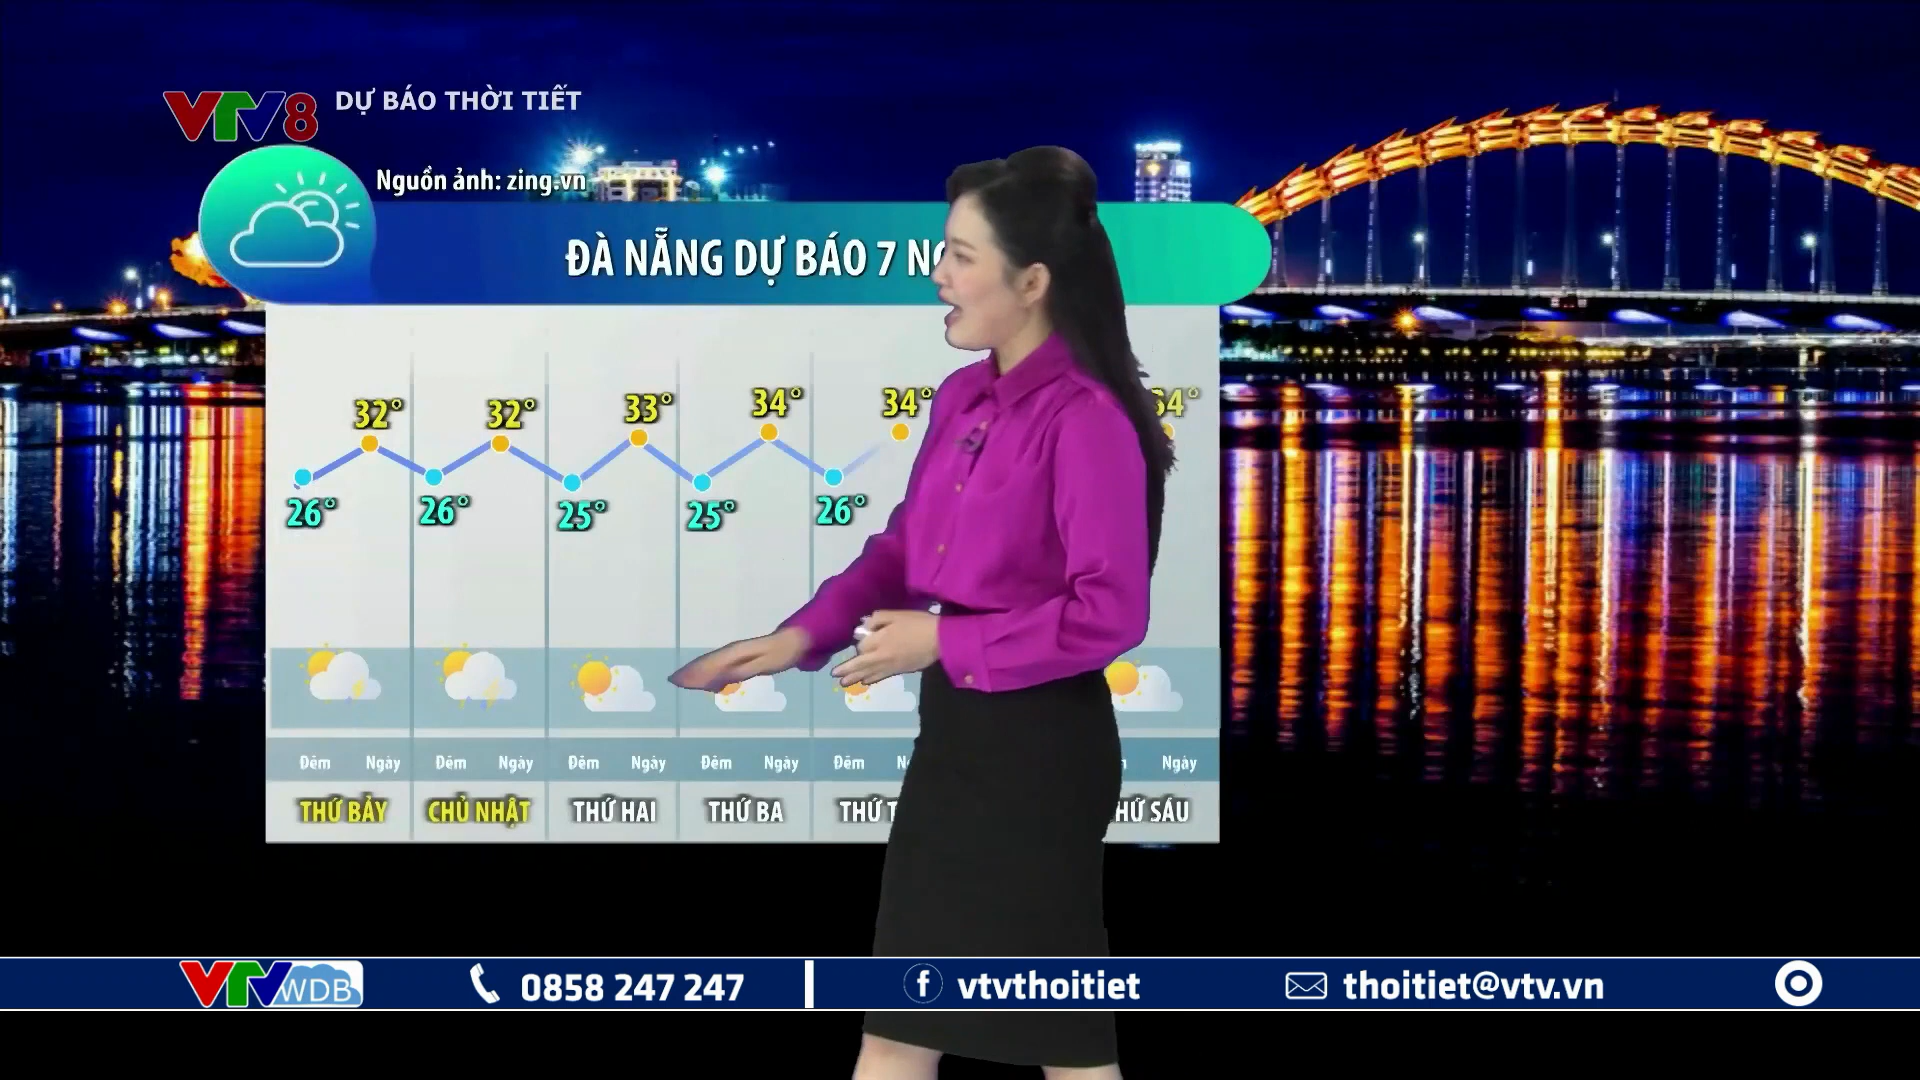 VTV8 DỰ BÁO THỜI TIẾT
Nguồn ảnh: zing.vn
ĐÀ NẴNG DỰ BÁO 7
32° 32° 33° 34° 34°
26° 26° 25° 25° 26°
Đêm Ngày Đêm Ngày Đêm Ngày Đêm Ngày Đêm Ngày
THỨ BẢY CHỦ NHẬT THỨ HAI THỨ BA THỨ SÁU
VTV WDB 0858 247 247 vtvthoitiet thoitiet@vtv.vn